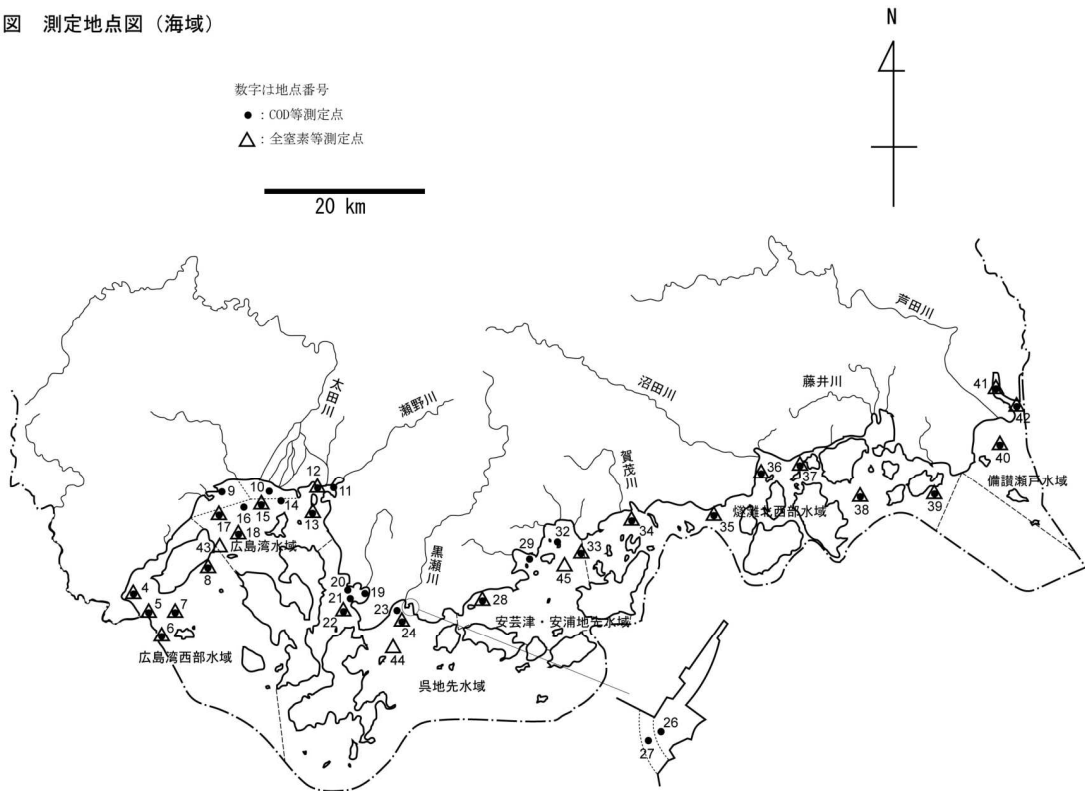 図 測定地点図（海域）
N
数字は地点番号
●：COD等測定点
△：全窒素等測定点
20 km
芦田川
太田川
瀬野川
沼田川
藤井川
賀茂川
黒瀬川
41
42
40
備讃瀬戸水域
36
37
38
39
燧灘北西部水域
35
34
33
32
29
45
28
安芸津・安浦地先水域
12
11
9
10
14
15
16
13
17
18
43
広島湾水域
8
4
5
7
6
広島湾西部水域
20
19
21
22
23
24
44
呉地先水域
26
27